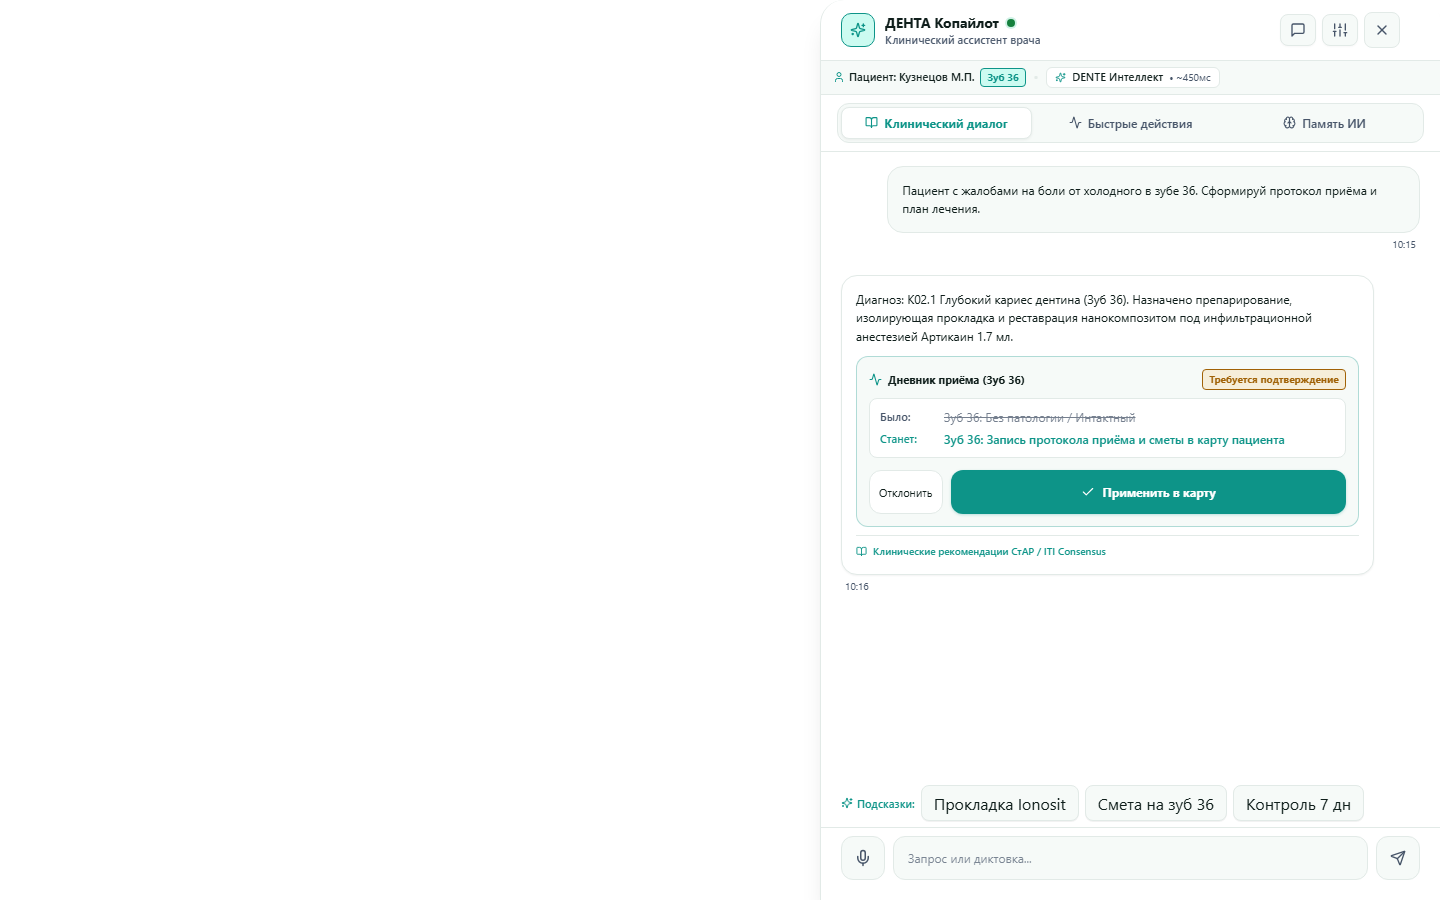 ДЕНТА Копайлот
Клинический ассистент врача
Пациент: Кузнецов М.П. Зуб 36 • DENTE Интеллект • ~450мс
Клинический диалог Быстрые действия Память ИИ
Пациент с жалобами на боли от холодного в зубе 36. Сформируй протокол приёма и
план лечения.
10:15
Диагноз: K02.1 Глубокий кариес дентина (Зуб 36). Назначено препарирование,
изолирующая прокладка и реставрация нанокомпозитом под инфильтрационной
анестезией Артикаин 1.7 мл.
Дневник приёма (Зуб 36) Требуется подтверждение
Было: Зуб 36: Без патологии / Интактный
Станет: Зуб 36: Запись протокола приёма и сметы в карту пациента
Отклонить Применить в карту
Клинические рекомендации СтАР / ITI Consensus
10:16
Подсказки: Прокладка Ionosit Смета на зуб 36 Контроль 7 дн
Запрос или диктовка...